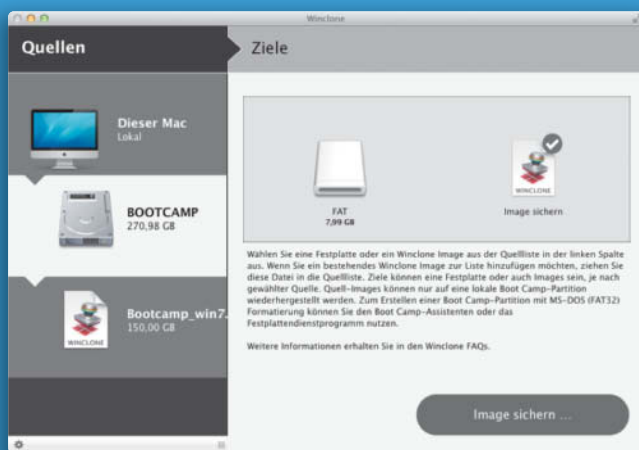 Winclone
Quellen
Ziele
Dieser Mac
Lokal
BOOTCAMP
270,98 GB
WINCLONE
Bootcamp_win7.
150,00 GB
FAT
7,99 GB
WINCLONE
Image sichern
Wählen Sie eine Festplatte oder ein Winclone Image aus der Quellliste in der linken Spalte
aus. Wenn Sie ein bestehendes Winclone Image zur Liste hinzufügen möchten, ziehen Sie
diese Datei in die Quellliste. Ziele können eine Festplatte oder auch Images sein, je nach
gewählter Quelle. Quell-Images können nur auf eine lokale Boot Camp-Partition
wiederhergestellt werden. Zum Erstellen einer Boot Camp-Partition mit MS-DOS (FAT32)
Formatierung können Sie den Boot Camp-Assistenten oder das
Festplattendienstprogramm nutzen.
Weitere Informationen erhalten Sie in den Winclone FAQs.
Image sichern ...